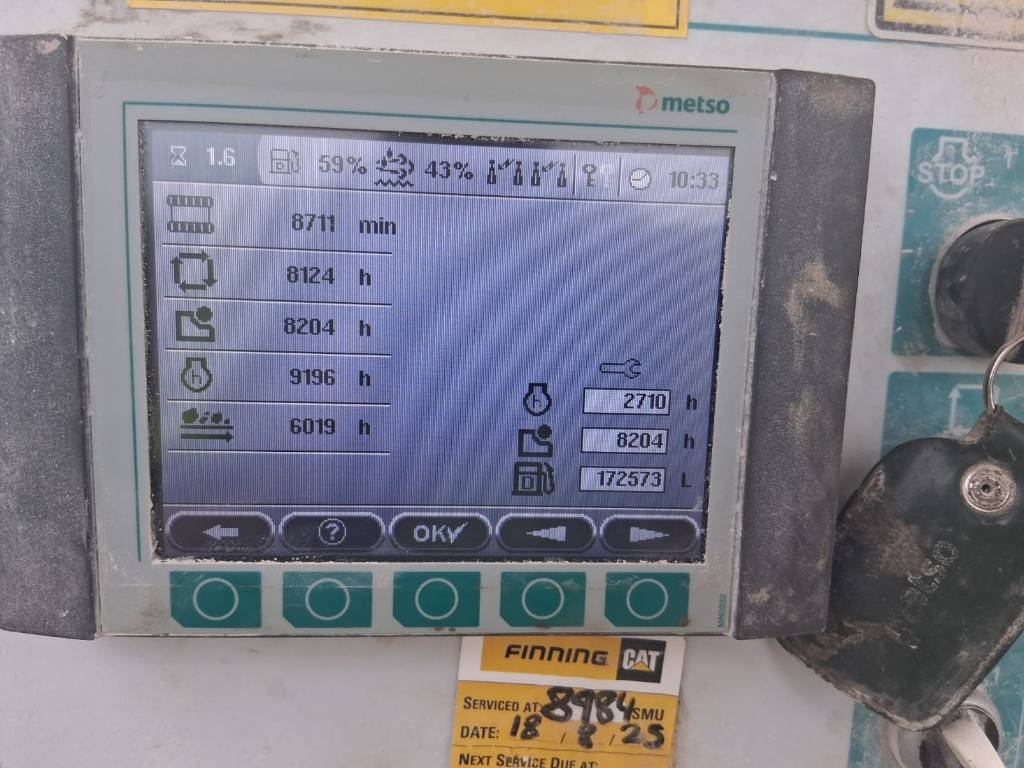 metso
1.6 59% 43% 10:33
8711 min
8124 h
8204 h
9196 h
6019 h
2710 h
8204 h
172573 L
? OK
STOP
FINNING CAT
SERVICED AT: 8984 SMU
DATE: 18 / 8 / 25
NEXT SERVICE DUE AT: